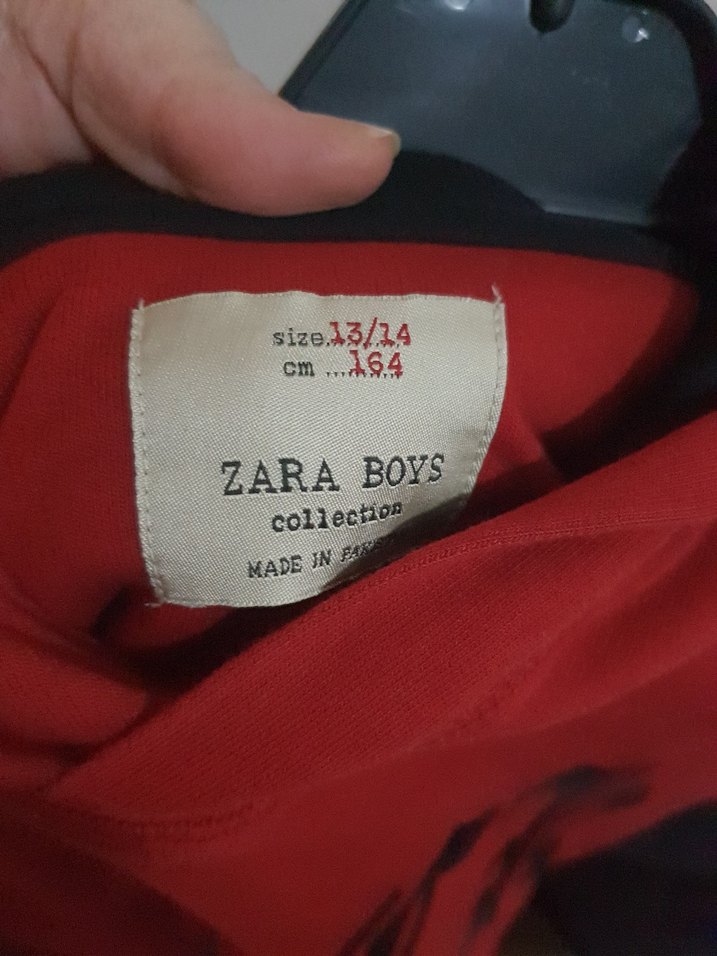 size.13/14
cm ....164
ZARA BOYS
collection
MADE IN